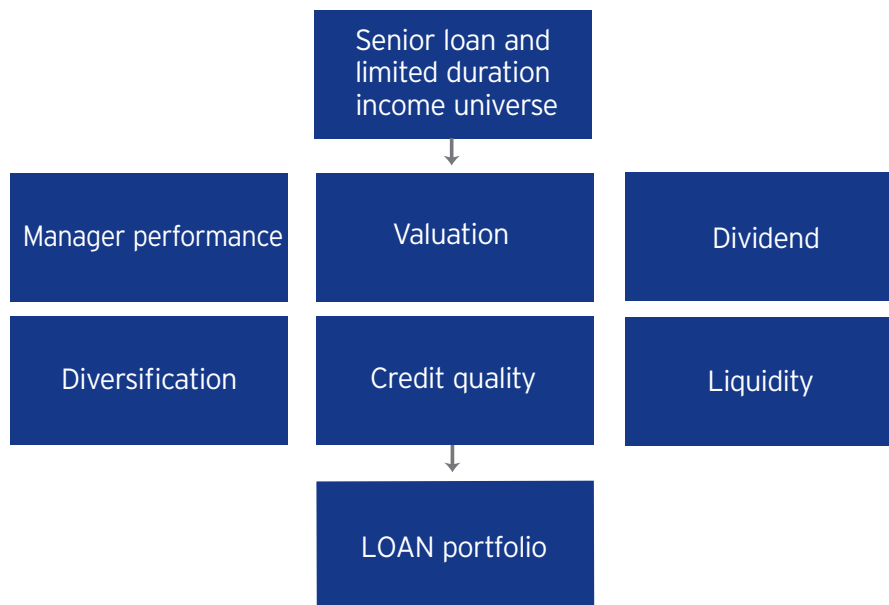 Senior loan and
limited duration
income universe
Manager performance
Valuation
Dividend
Diversification
Credit quality
Liquidity
LOAN portfolio